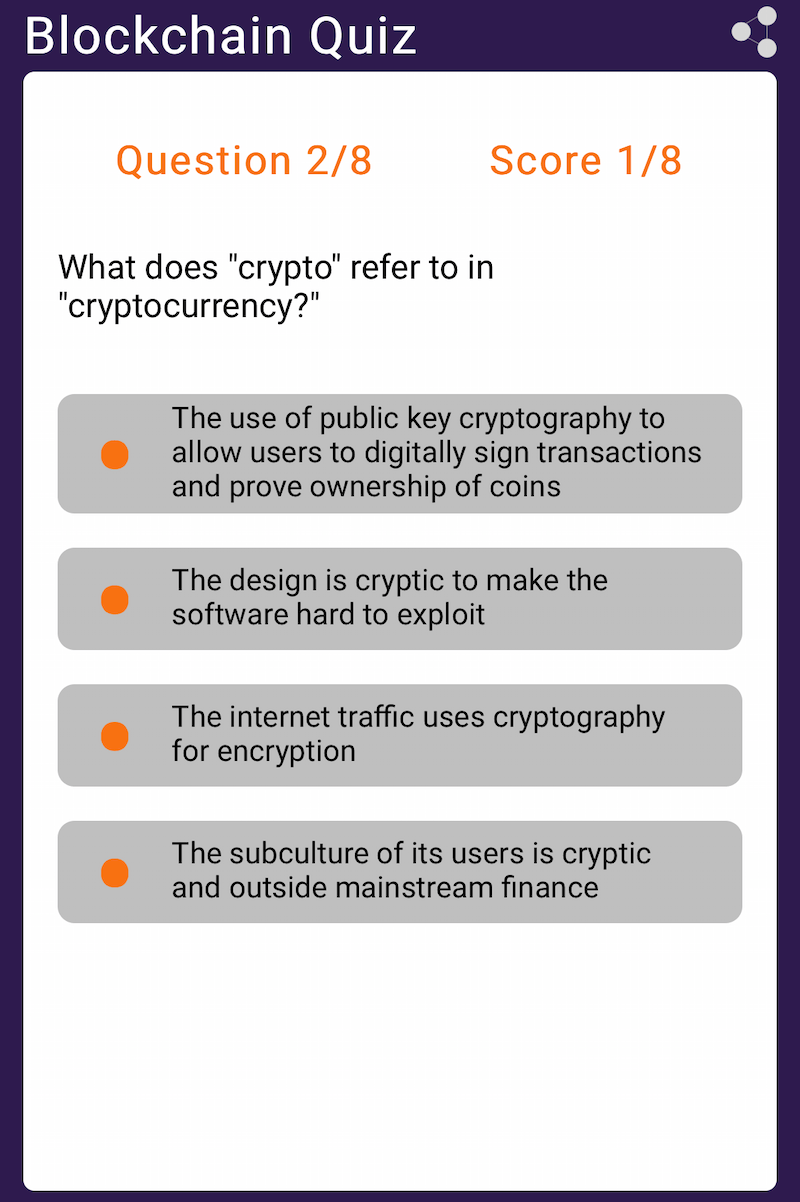 Blockchain Quiz
Question 2/8 Score 1/8
What does "crypto" refer to in
"cryptocurrency?"
The use of public key cryptography to
allow users to digitally sign transactions
and prove ownership of coins
The design is cryptic to make the
software hard to exploit
The internet traffic uses cryptography
for encryption
The subculture of its users is cryptic
and outside mainstream finance